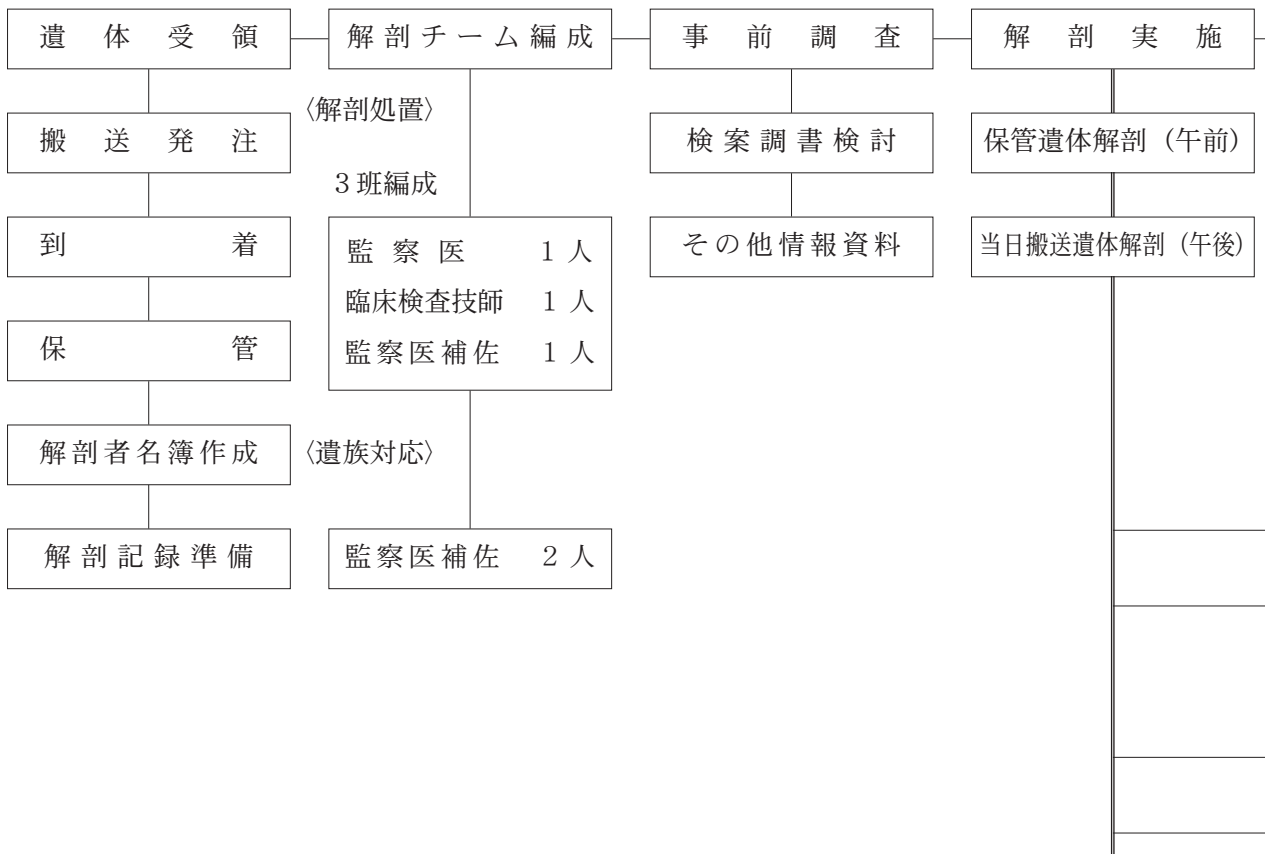 遺体受領
解剖チーム編成
事前調査
解剖実施
搬送発注
〈解剖処置〉
検案調書検討
保管遺体解剖（午前）
3班編成
到着
監察医 1人
臨床検査技師 1人
監察医補佐 1人
その他情報資料
当日搬送遺体解剖（午後）
保管
解剖者名簿作成
〈遺族対応〉
解剖記録準備
監察医補佐 2人